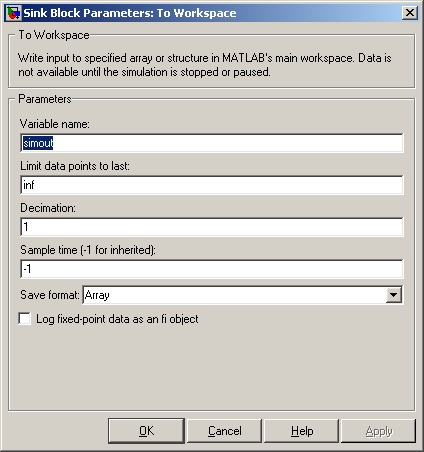 Sink Block Parameters: To Workspace
To Workspace
Write input to specified array or structure in MATLAB's main workspace. Data is
not available until the simulation is stopped or paused.
Parameters
Variable name:
simout
Limit data points to last:
inf
Decimation:
1
Sample time (-1 for inherited):
-1
Save format: Array
Log fixed-point data as an fi object
OK Cancel Help Apply